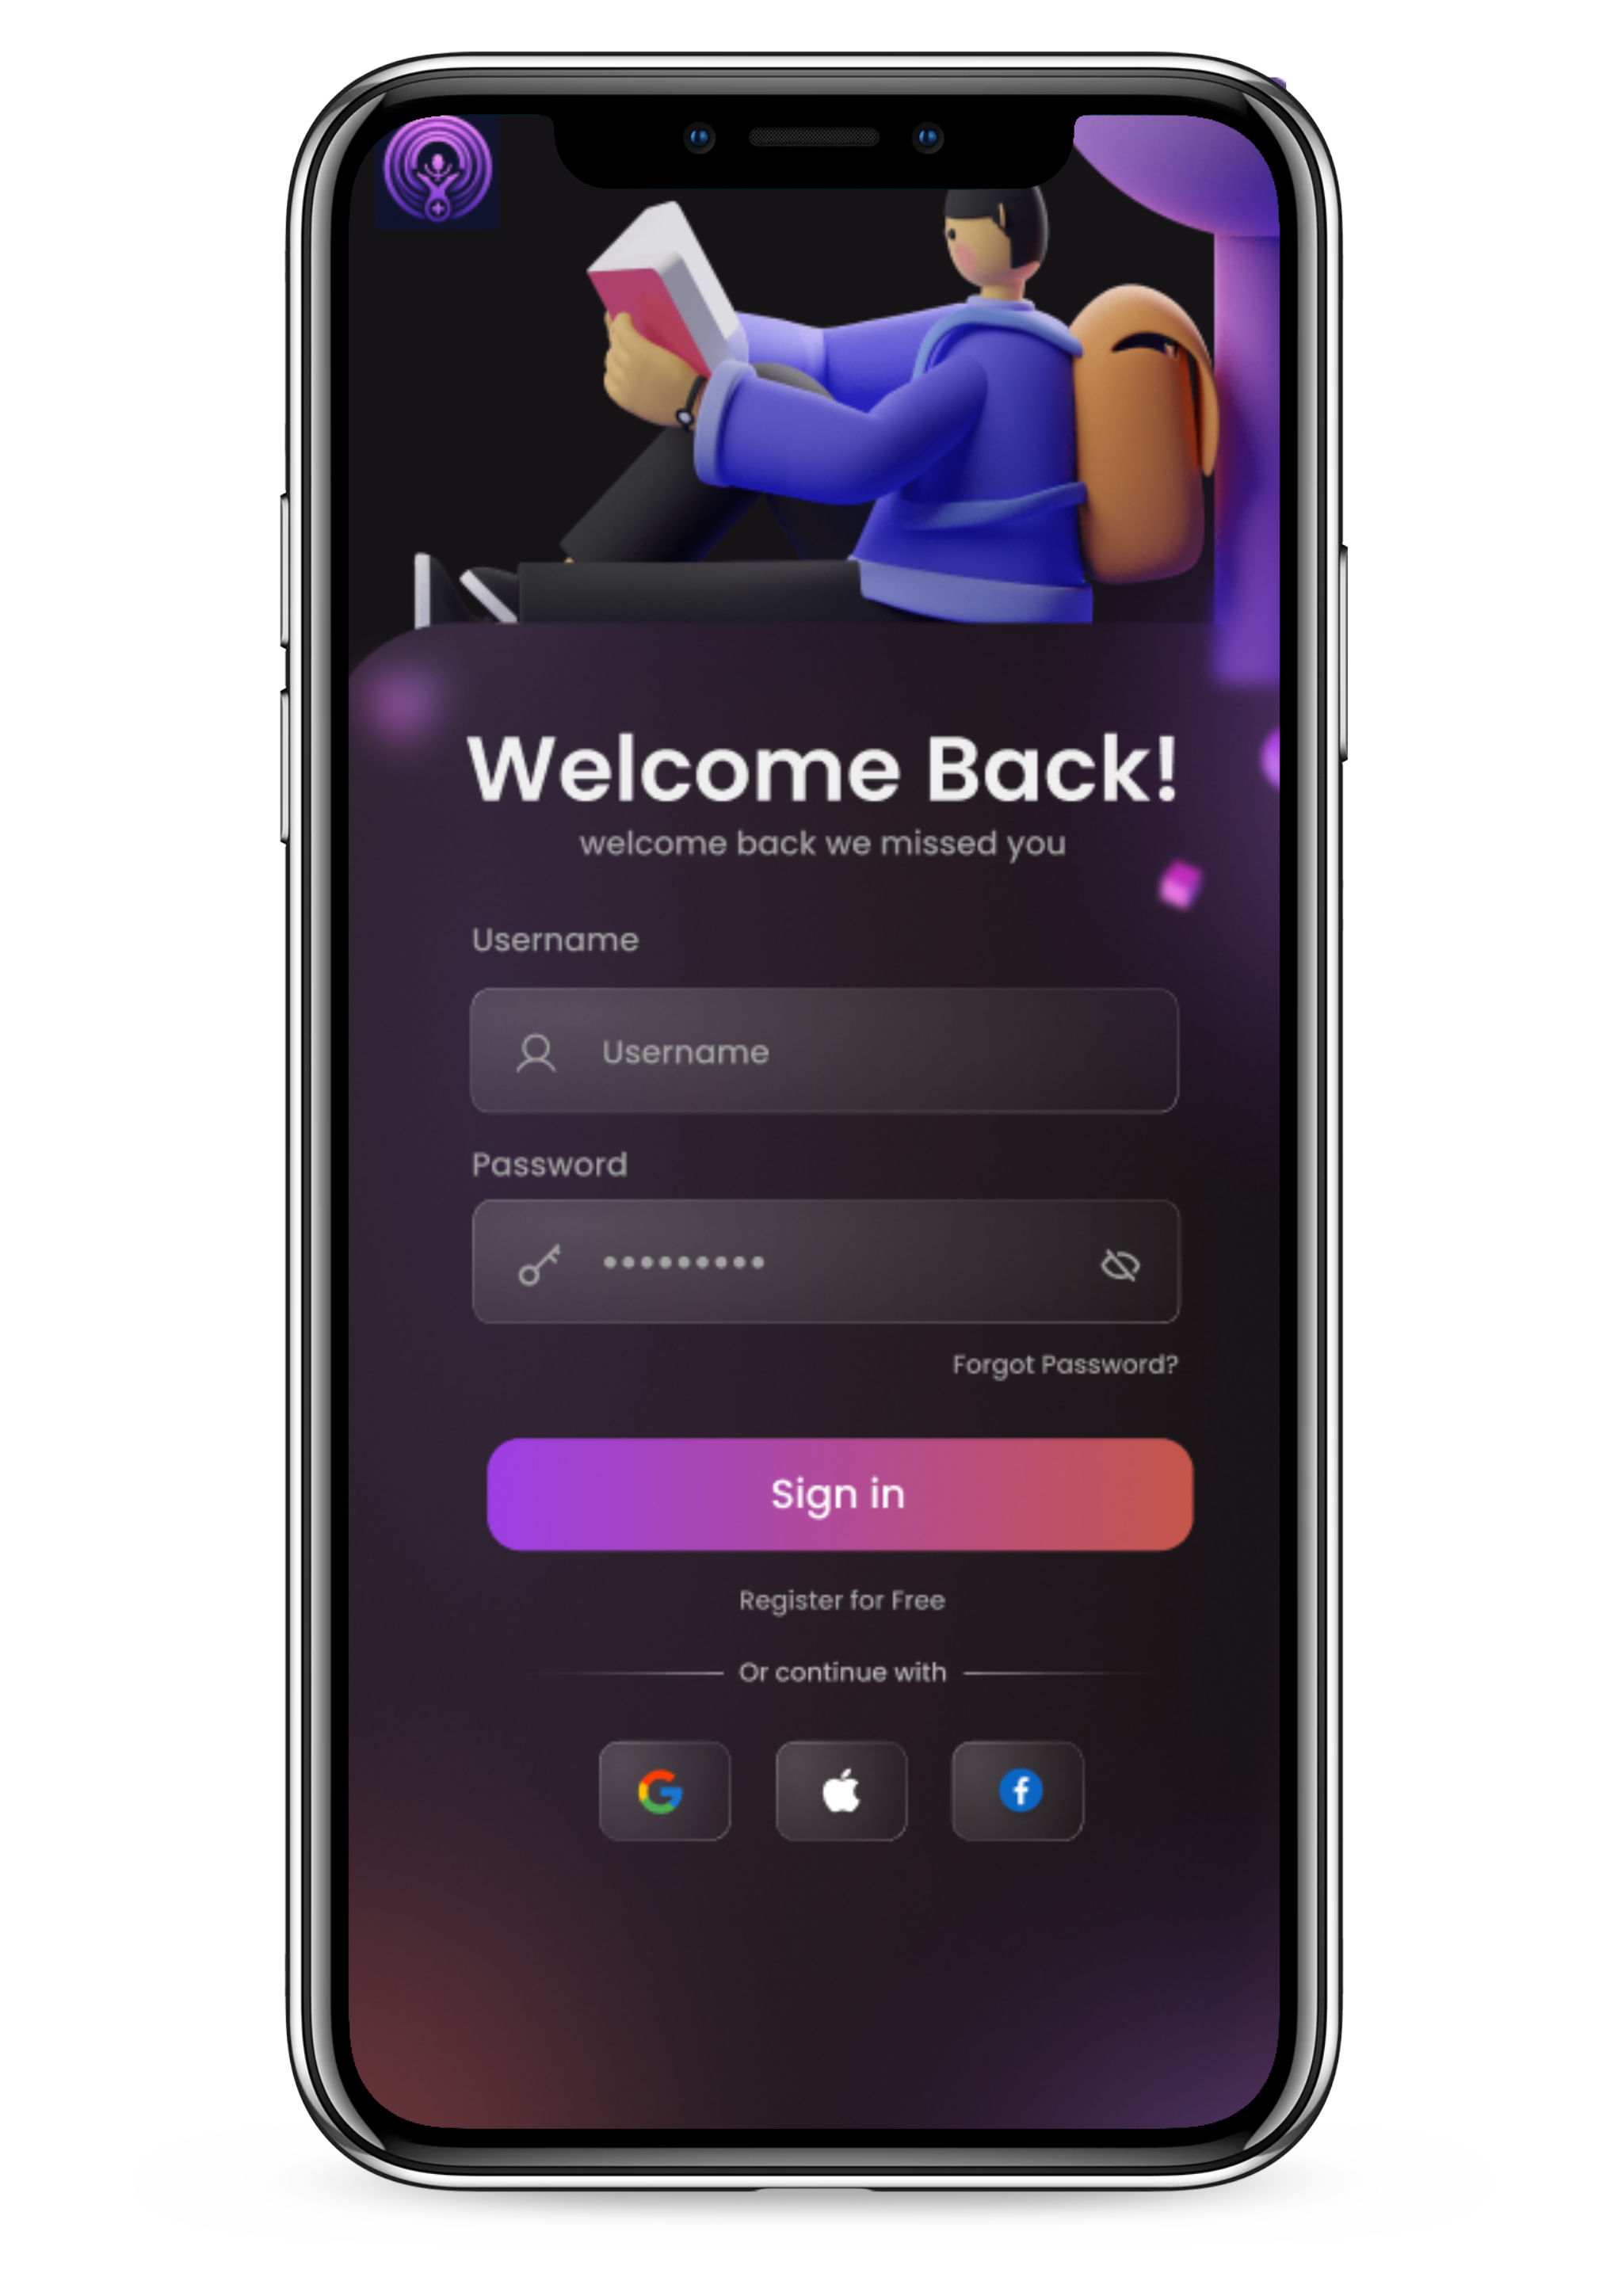 Welcome Back!
welcome back we missed you
Username
Username
Password
•••••••••
Forgot Password?
Sign in
Register for Free
Or continue with